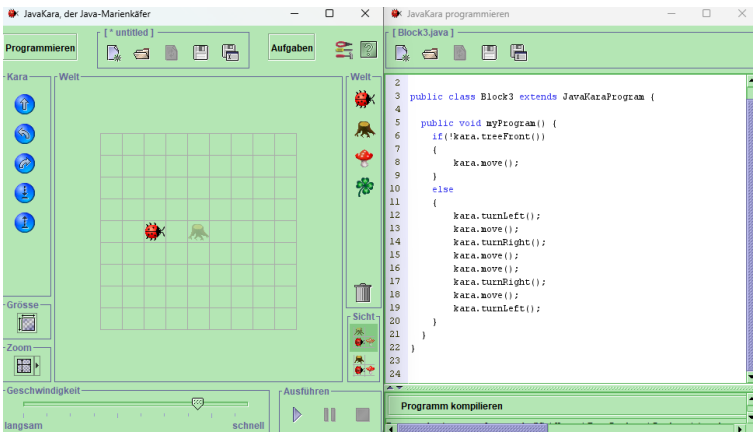 JavaKara, der Java-Marienkäfer
Programmieren
[ * untitled ]
Aufgaben
Kara
Welt
Welt
Grösse
Zoom
Sicht
Geschwindigkeit
langsam
schnell
Ausführen
JavaKara programmieren
[ Block3.java ]
2
3 public class Block3 extends JavaKaraProgram {
4
5 public void myProgram() {
6 if(!kara.treeFront())
7 {
8 kara.move();
9 }
10 else
11 {
12 kara.turnLeft();
13 kara.move();
14 kara.turnRight();
15 kara.move();
16 kara.move();
17 kara.turnRight();
18 kara.move();
19 kara.turnLeft();
20 }
21 }
22 }
23
24
Programm kompilieren